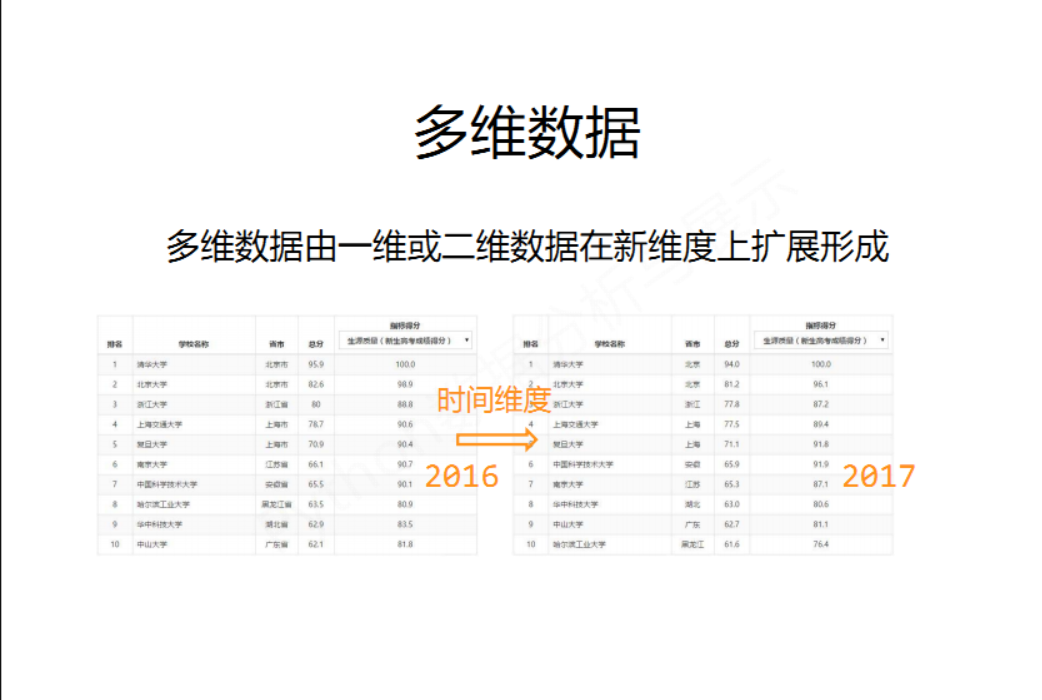 多维数据
多维数据由一维或二维数据在新维度上扩展形成
指标得分
排名 学校名称 省市 总分 生源质量（新生高考成绩得分）
1 清华大学 北京市 95.9 100.0
2 北京大学 北京市 82.6 98.9
3 浙江大学 浙江省 80 88.8
4 上海交通大学 上海市 78.7 90.6
5 复旦大学 上海市 70.9 90.4
6 南京大学 江苏省 66.1 90.7
7 中国科学技术大学 安徽省 65.5 90.1
8 哈尔滨工业大学 黑龙江省 63.5 80.9
9 华中科技大学 湖北省 62.9 83.5
10 中山大学 广东省 62.1 81.8
时间维度
2016
指标得分
排名 学校名称 省市 总分 生源质量（新生高考成绩得分）
1 清华大学 北京 94.0 100.0
2 北京大学 北京 81.2 96.1
3 浙江大学 浙江 77.8 87.2
4 上海交通大学 上海 77.5 89.4
复旦大学 上海 71.1 91.8
6 中国科学技术大学 安徽 65.9 91.9
7 南京大学 江苏 65.3 87.1
8 华中科技大学 湖北 63.0 80.6
9 中山大学 广东 62.7 81.1
10 哈尔滨工业大学 黑龙江 61.6 76.4
2017